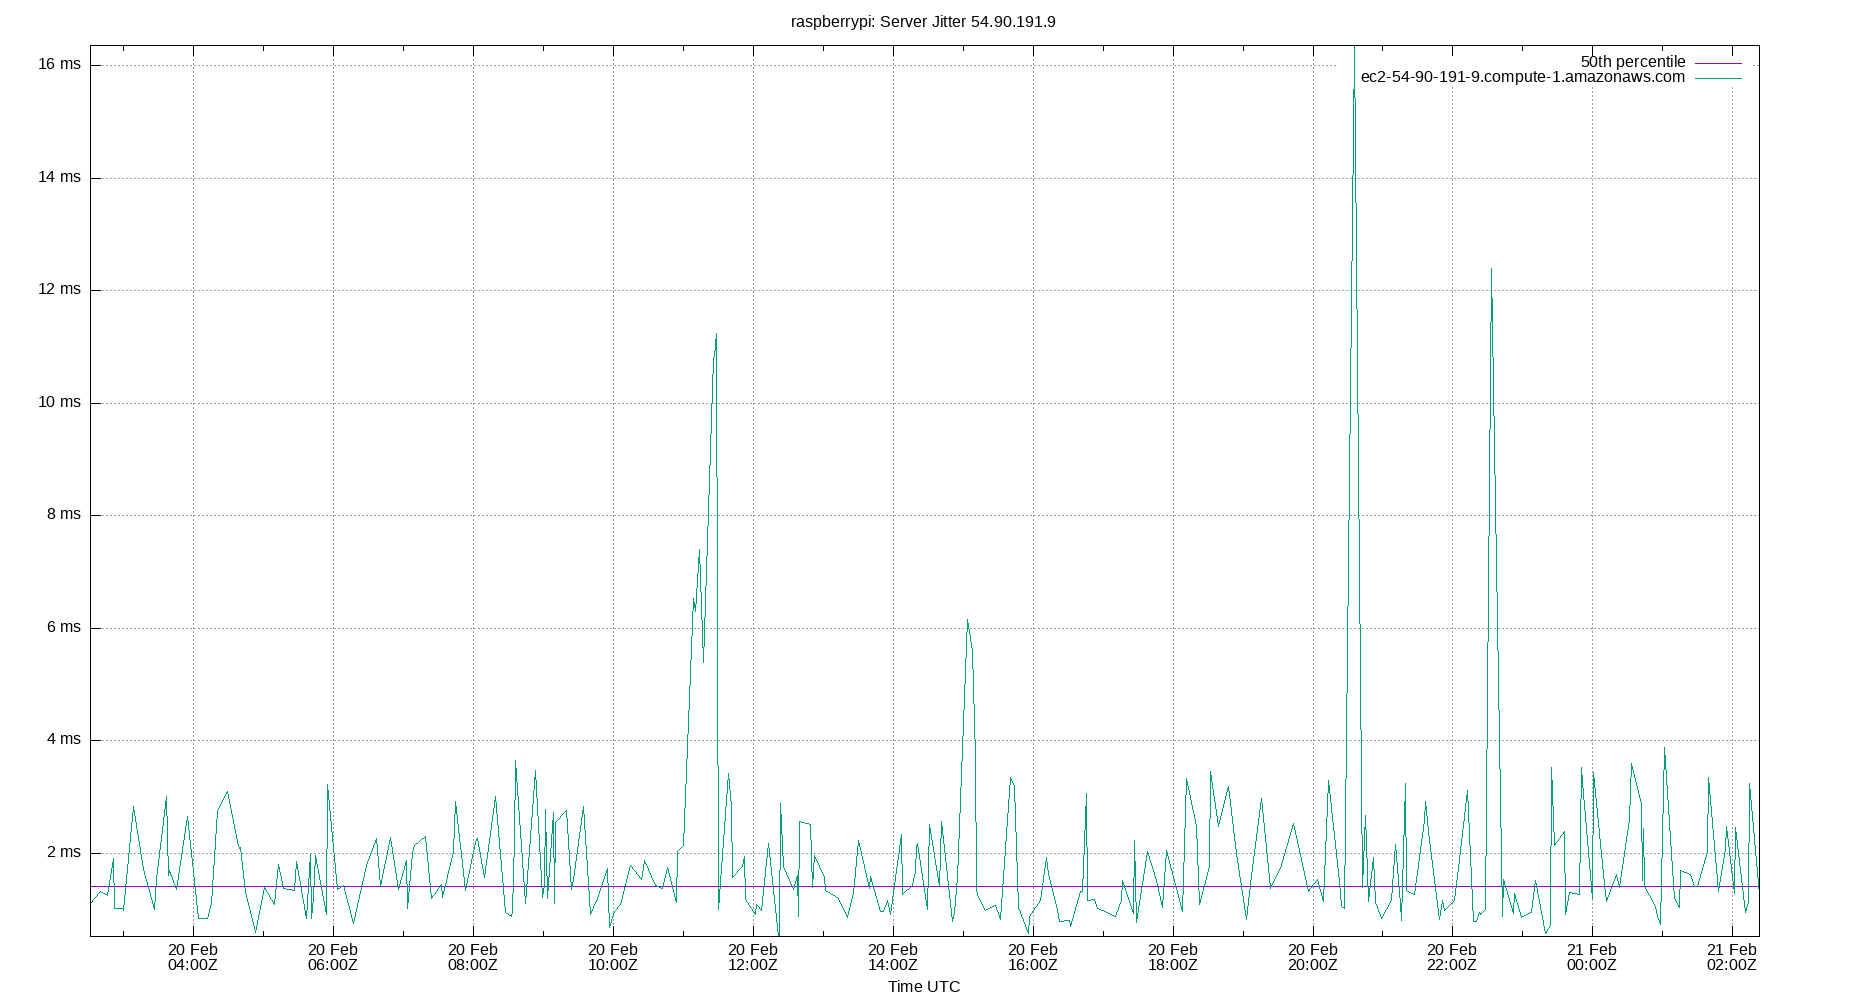 raspberrypi: Server Jitter 54.90.191.9
50th percentile
ec2-54-90-191-9.compute-1.amazonaws.com
16 ms
14 ms
12 ms
10 ms
8 ms
6 ms
4 ms
2 ms
20 Feb 20 Feb 20 Feb 20 Feb 20 Feb 20 Feb 20 Feb 20 Feb 20 Feb 20 Feb 21 Feb 21 Feb
04:00Z 06:00Z 08:00Z 10:00Z 12:00Z 14:00Z 16:00Z 18:00Z 20:00Z 22:00Z 00:00Z 02:00Z
Time UTC